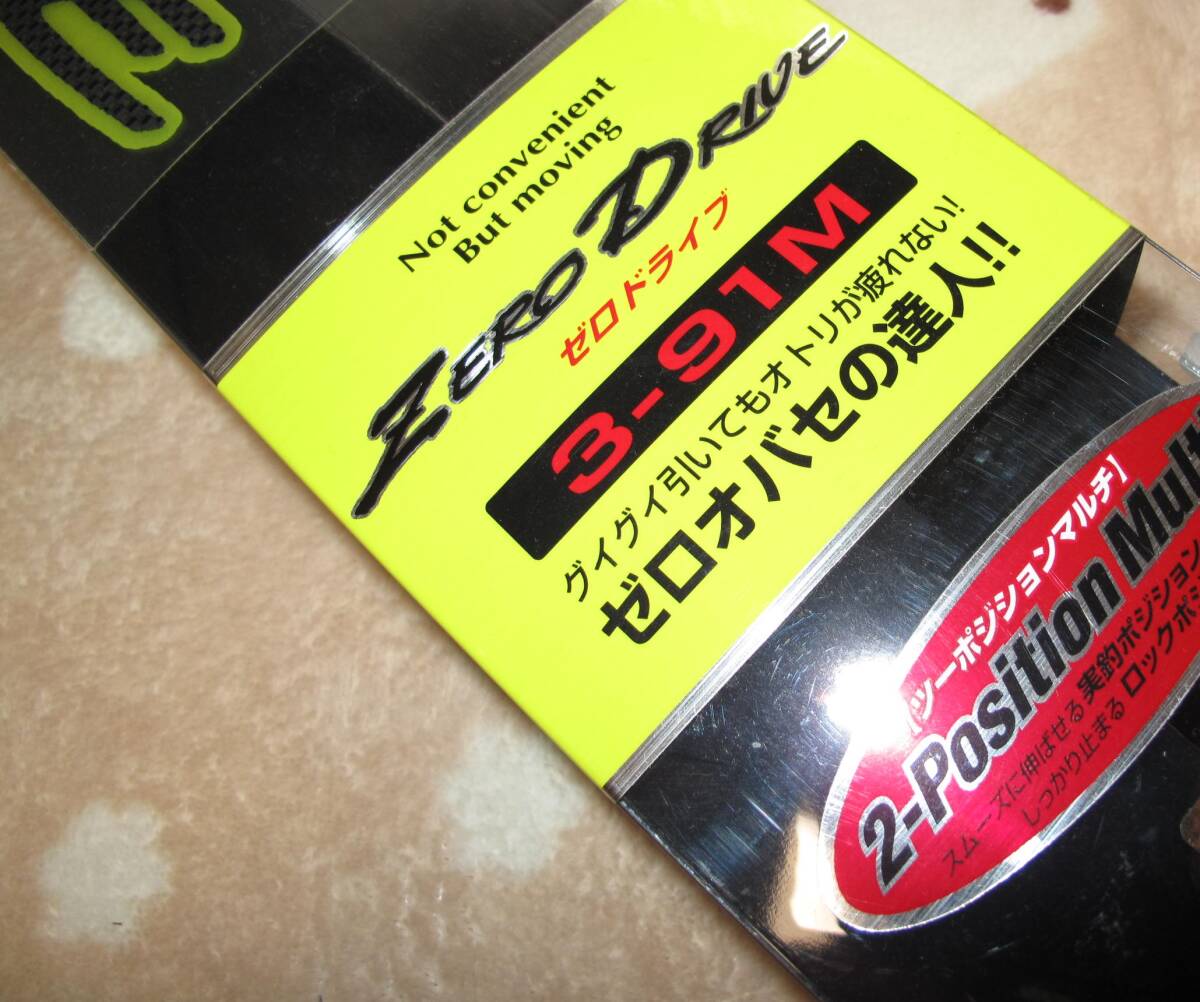 Not convenient
But moving
ZERO DRIVE
ゼロドライブ
3-91M
グイグイ引いてもオトリが疲れない!
ゼロオバセの達人!!
ツーポジションマルチ】
2-Position Mult
スムーズに伸ばせる 実釣ポジション
しっかり止まる ロックポジ